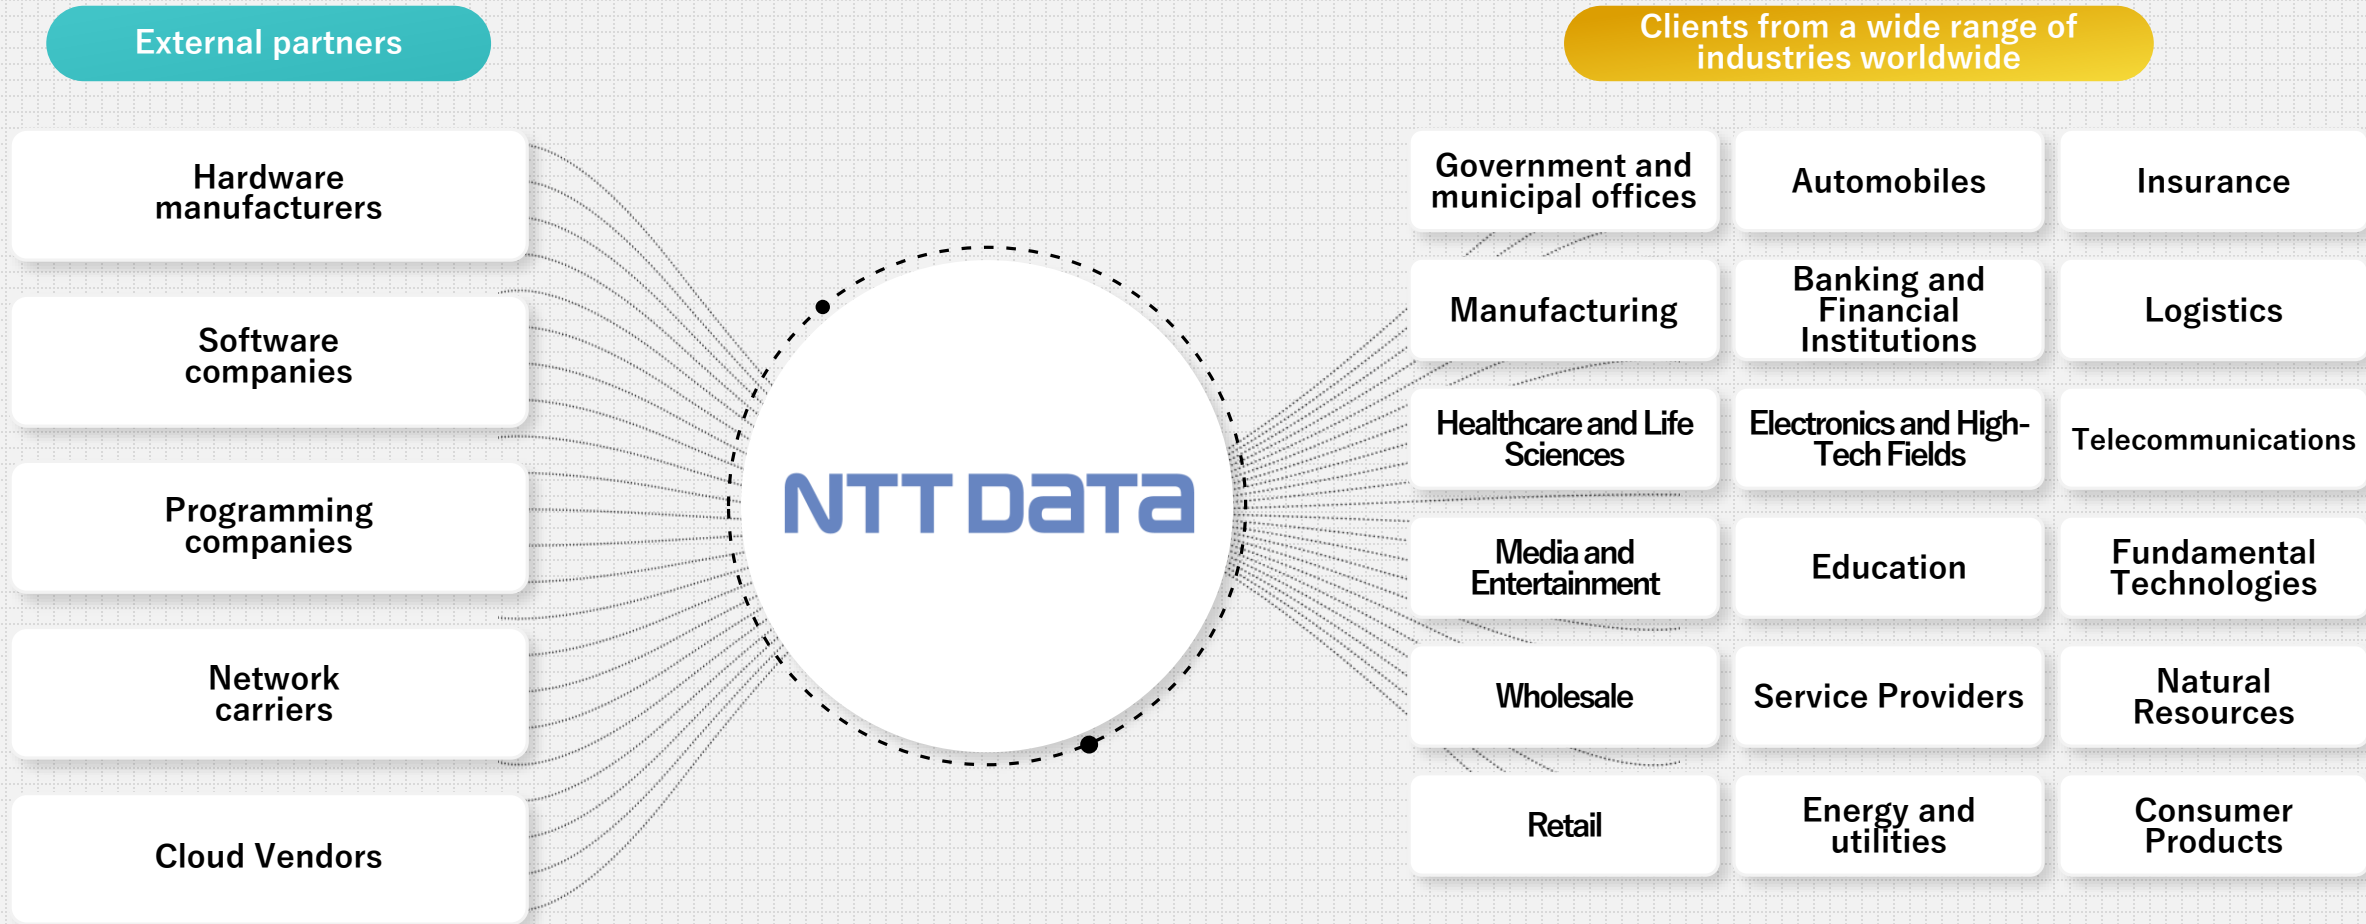 External partners
Clients from a wide range of
industries worldwide
Hardware
manufacturers
Software
companies
Programming
companies
Network
carriers
Cloud Vendors
NTT DATA
Government and
municipal offices
Automobiles
Insurance
Manufacturing
Banking and
Financial
Institutions
Logistics
Healthcare and Life
Sciences
Electronics and High-
Tech Fields
Telecommunications
Media and
Entertainment
Education
Fundamental
Technologies
Wholesale
Service Providers
Natural
Resources
Retail
Energy and
utilities
Consumer
Products